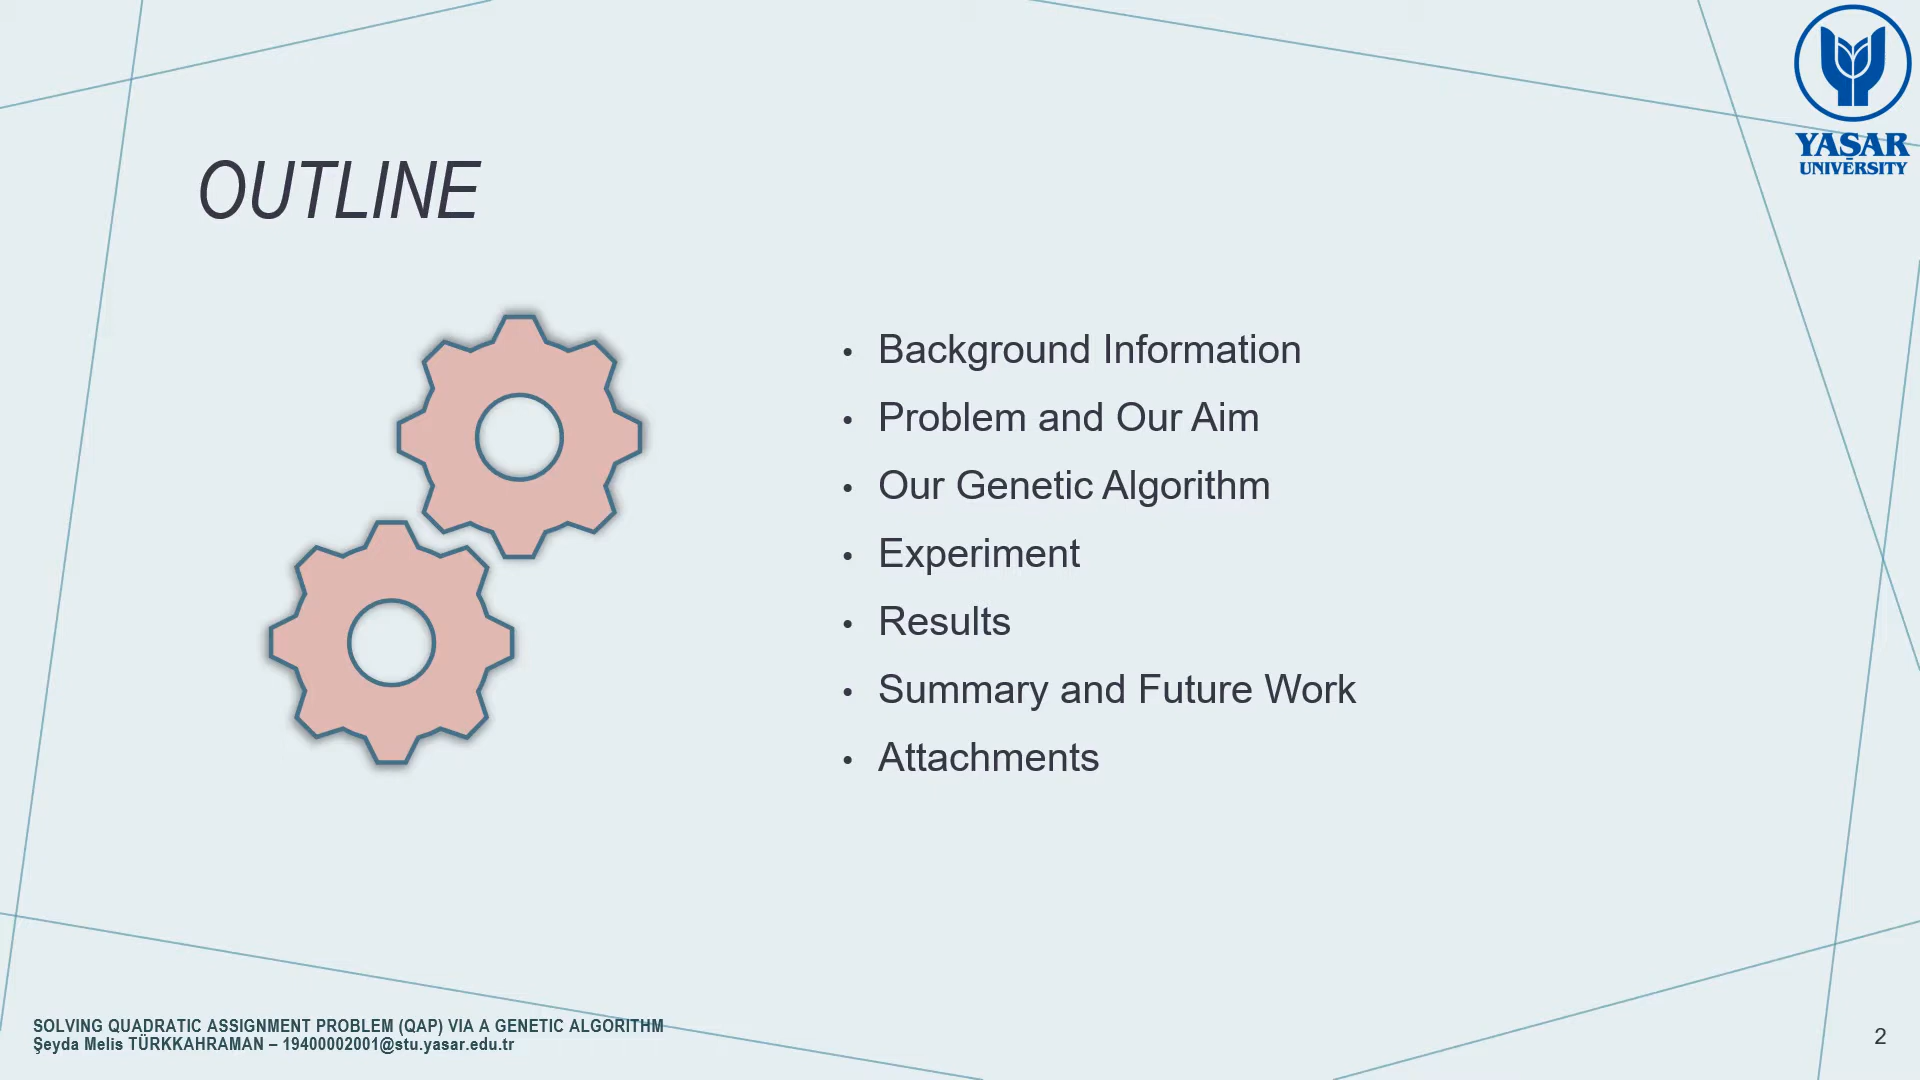 YAŞAR
UNIVERSITY
OUTLINE
• Background Information
• Problem and Our Aim
• Our Genetic Algorithm
• Experiment
• Results
• Summary and Future Work
• Attachments
SOLVING QUADRATIC ASSIGNMENT PROBLEM (QAP) VIA A GENETIC ALGORITHM
Şeyda Melis TÜRKKAHRAMAN – 19400002001@stu.yasar.edu.tr
2